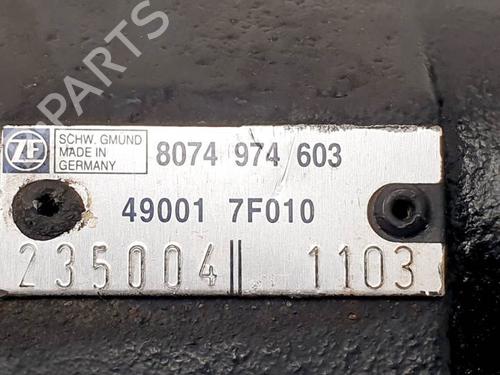 B-PARTS
ZF
SCHW. GMUND
MADE IN
GERMANY
8074 974 603
49001 7F010
235004 || 1103